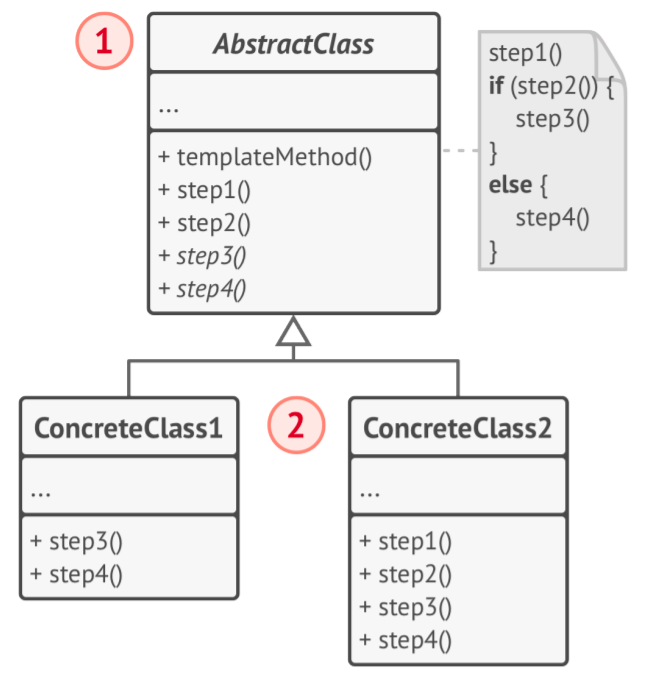 1
AbstractClass
...
+ templateMethod()
+ step1()
+ step2()
+ step3()
+ step4()
step1()
if (step2()) {
step3()
}
else {
step4()
}
ConcreteClass1
...
+ step3()
+ step4()
2
ConcreteClass2
...
+ step1()
+ step2()
+ step3()
+ step4()